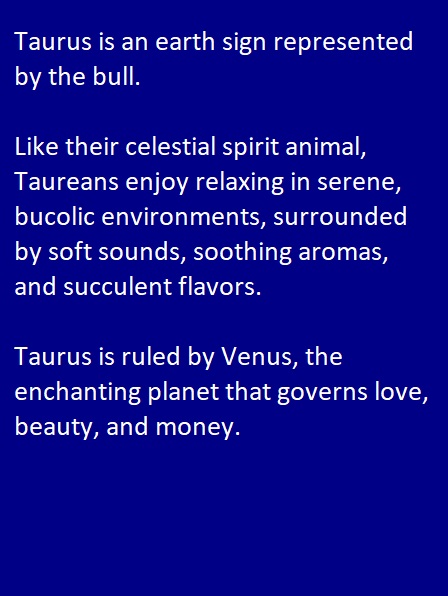 Taurus is an earth sign represented
by the bull.
Like their celestial spirit animal,
Taureans enjoy relaxing in serene,
bucolic environments, surrounded
by soft sounds, soothing aromas,
and succulent flavors.
Taurus is ruled by Venus, the
enchanting planet that governs love,
beauty, and money.